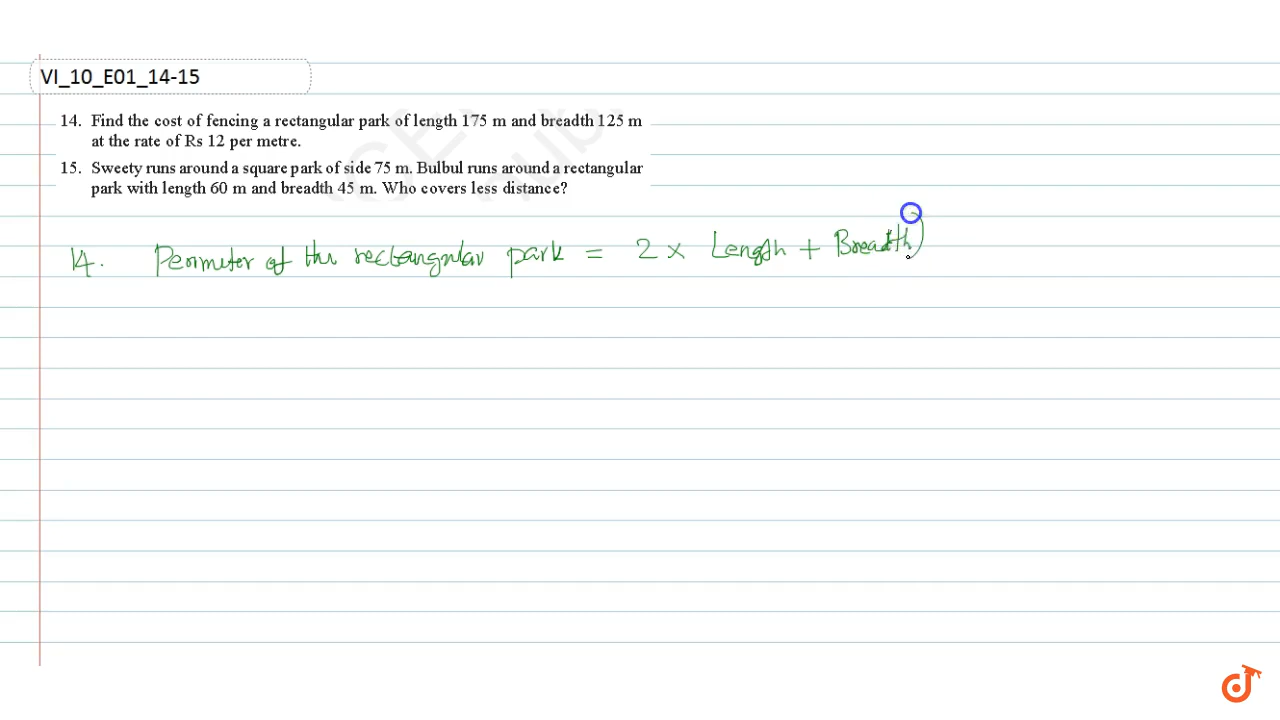 VI_10_E01_14-15
14. Find the cost of fencing a rectangular park of length 175 m and breadth 125 m
at the rate of Rs 12 per metre.
15. Sweety runs around a square park of side 75 m. Bulbul runs around a rectangular
park with length 60 m and breadth 45 m. Who covers less distance?
14. Perimeter of the rectangular park = 2 × Length + Breadth)